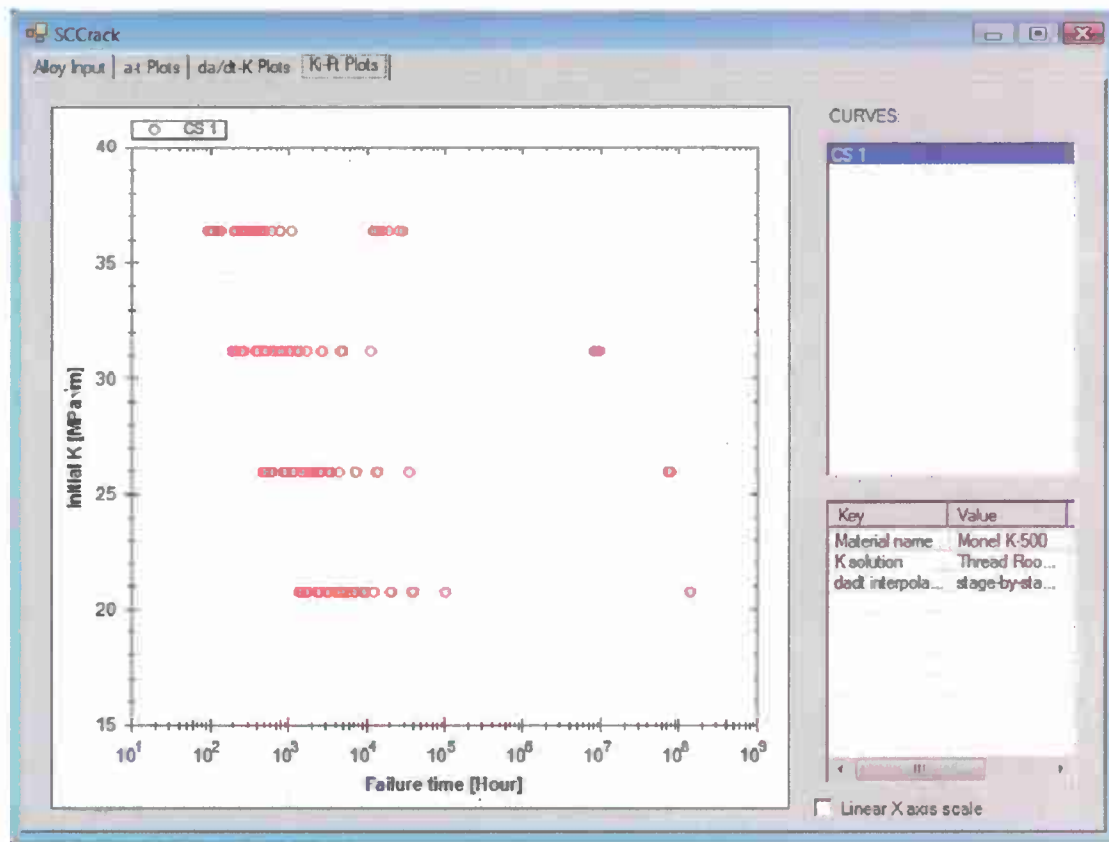 SCCrack
Alloy Input
a-t Plots
da/dt-K Plots
Ki-Ft Plots
CS 1
40
35
30
25
20
15
Initial K [MPa√m]
10¹ 10² 10³ 10⁴ 10⁵ 10⁶ 10⁷ 10⁸ 10⁹
Failure time [Hour]
CURVES:
CS 1
Key Value
Material name Monel K-500
K solution Thread Roo...
dadt interpola... stage-by-sta...
Linear X axis scale